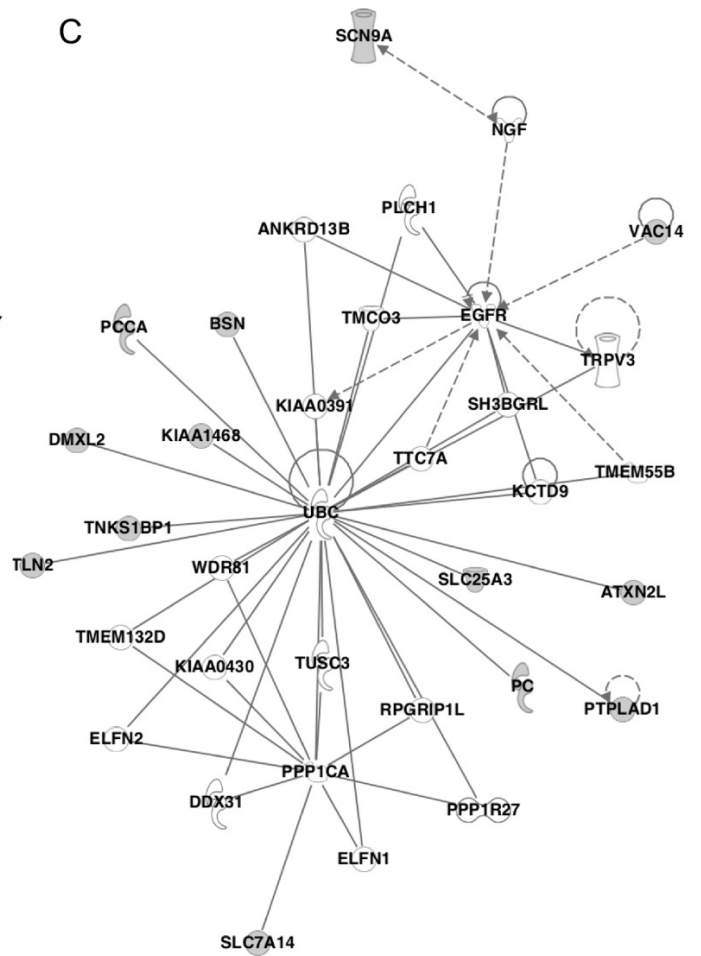 C
SCN9A
NGF
PLCH1
ANKRD13B
VAC14
EGFR
TMCO3
BSN
PCCA
TRPV3
SH3BGRL
KIAA0391
KIAA1468
DMXL2
TTC7A
TMEM55B
KCTD9
UBC
TNKS1BP1
TLN2
WDR81
SLC25A3
ATXN2L
TMEM132D
KIAA0430
TUSC3
PC
RPGRIP1L
PTPLAD1
ELFN2
PPP1CA
DDX31
PPP1R27
ELFN1
SLC7A14